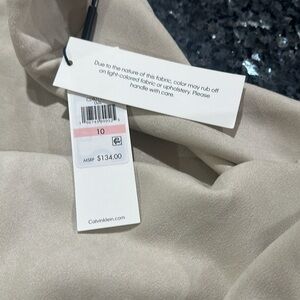 Due to the nature of this fabric, color may rub off
on light-colored fabric or upholstery. Please
handle with care.
10
MSRP $134.00
Calvinklein.com